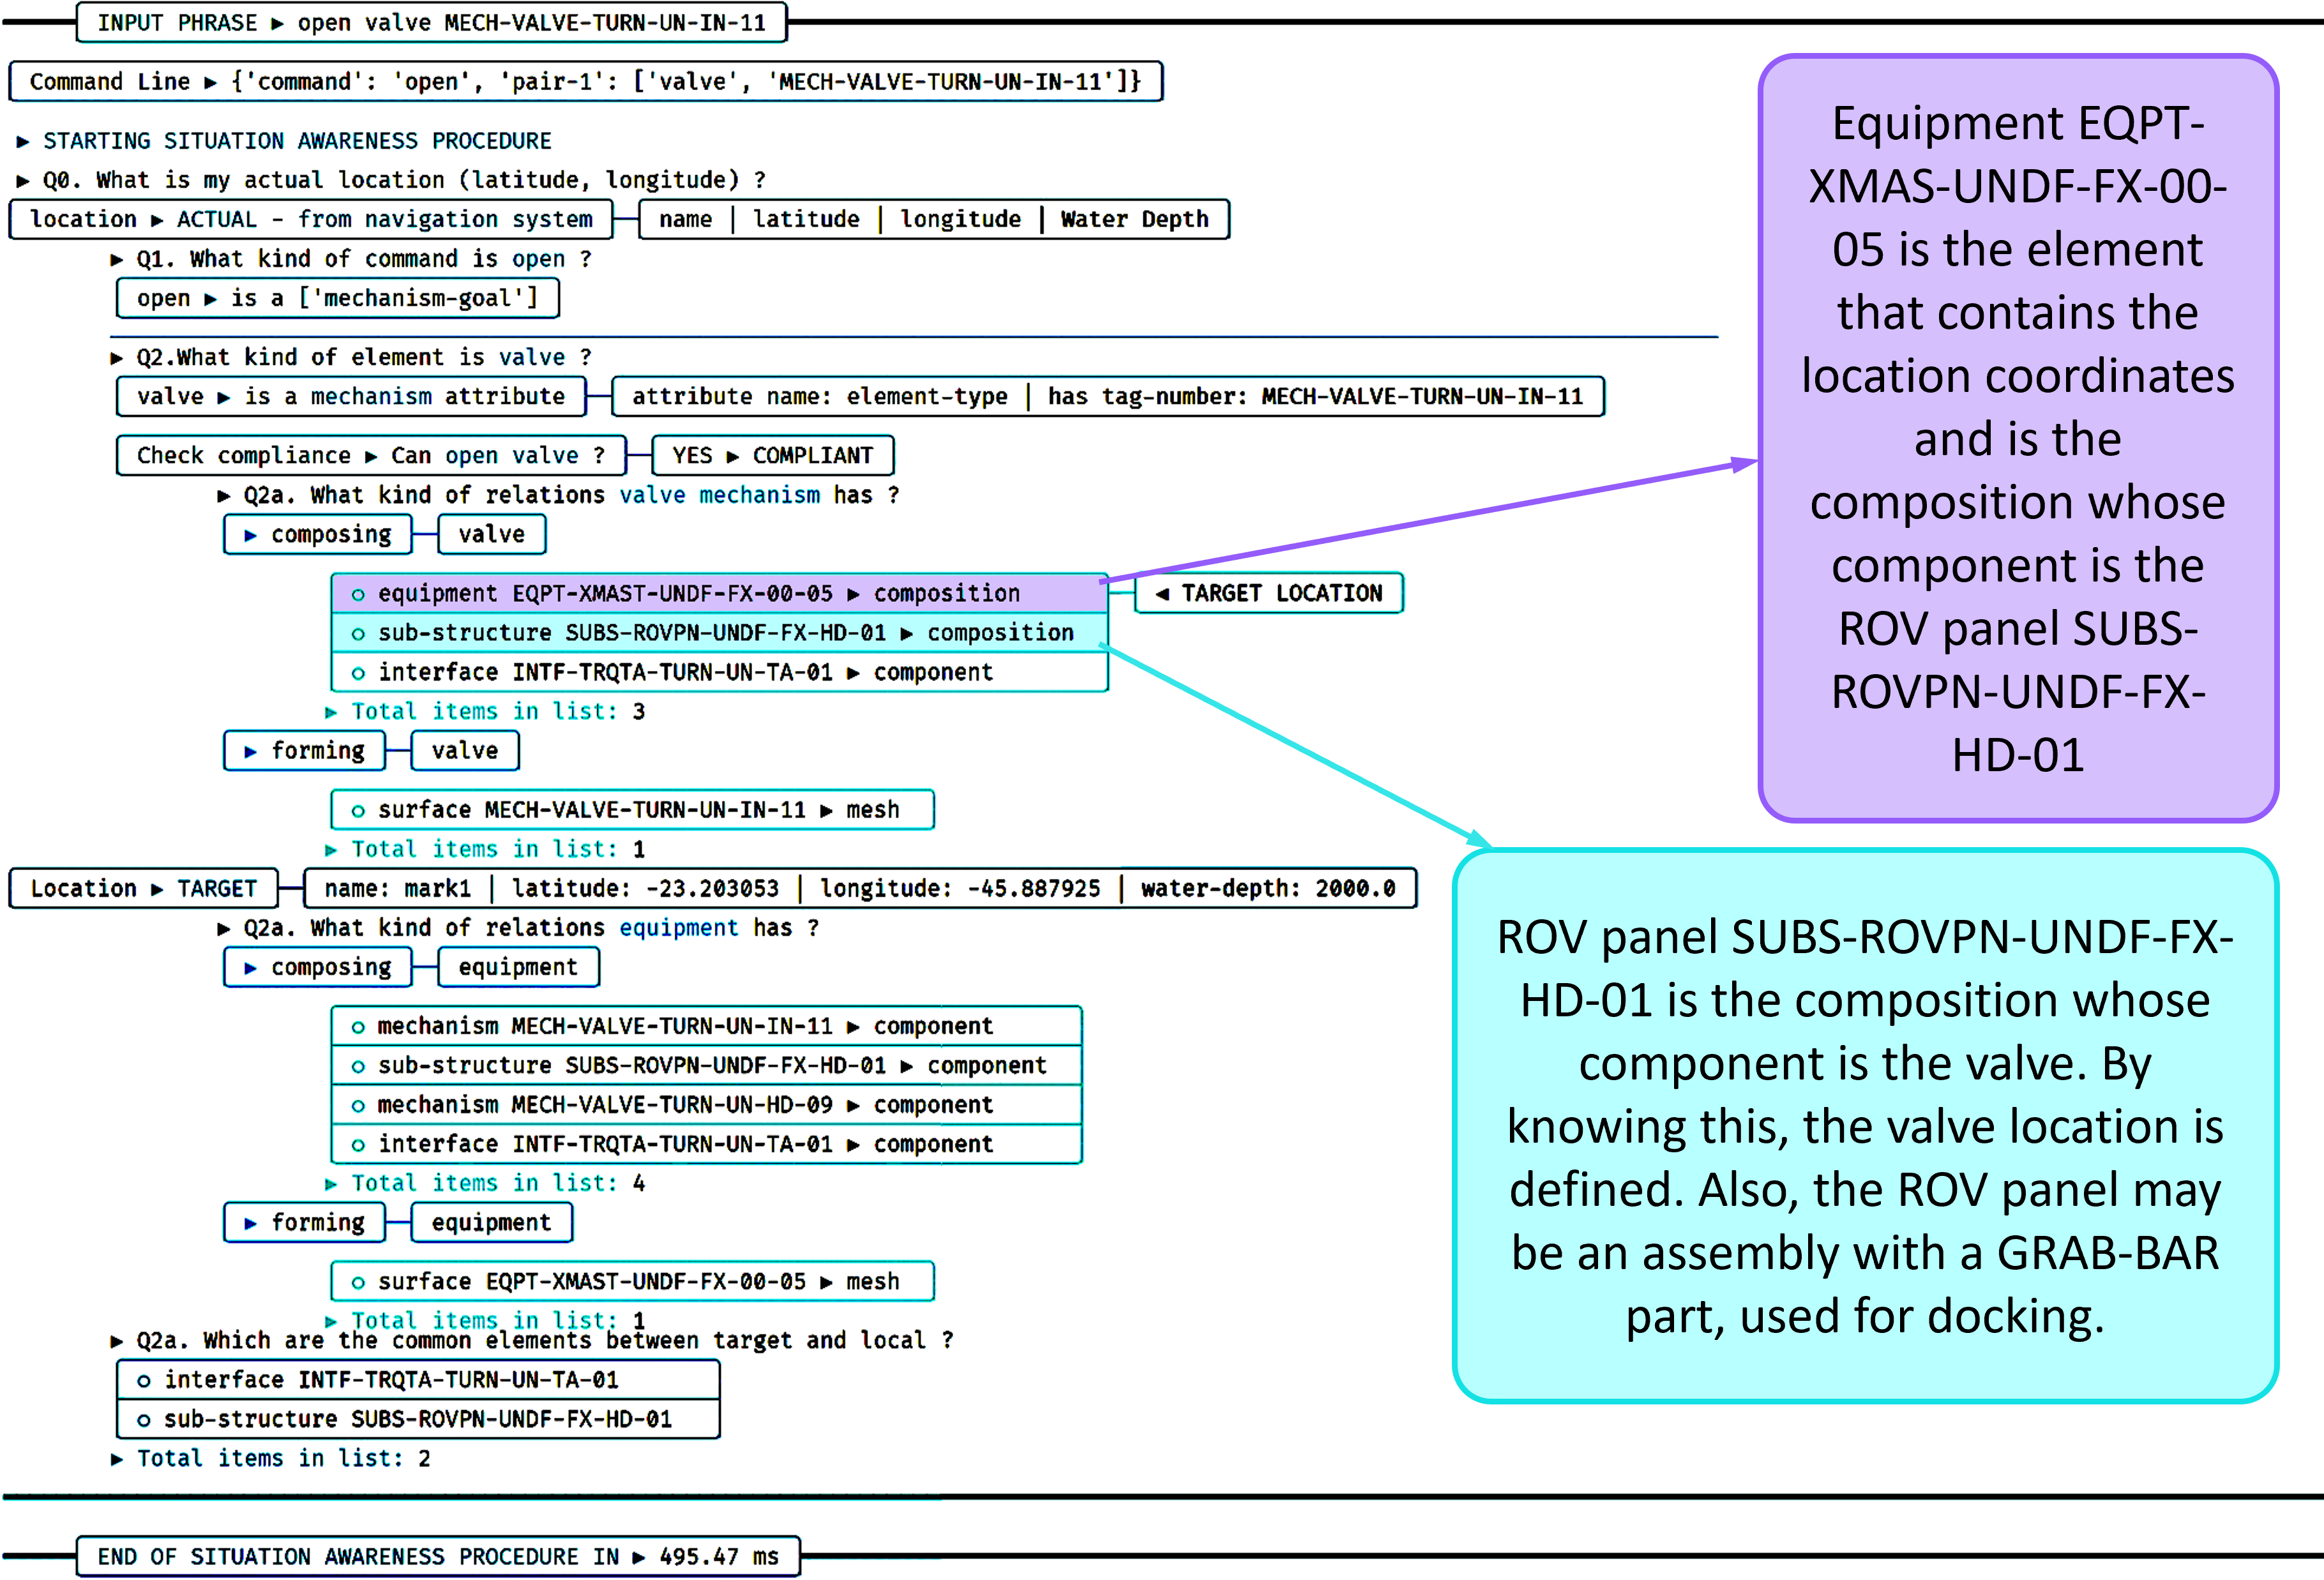 INPUT PHRASE ► open valve MECH-VALVE-TURN-UN-IN-11
Command Line ► {'command': 'open', 'pair-1': ['valve', 'MECH-VALVE-TURN-UN-IN-11']}
► STARTING SITUATION AWARENESS PROCEDURE
► Q0. What is my actual location (latitude, longitude) ?
location ► ACTUAL - from navigation system name | latitude | longitude | Water Depth
► Q1. What kind of command is open ?
open ► is a ['mechanism-goal']
► Q2.What kind of element is valve ?
valve ► is a mechanism attribute attribute name: element-type | has tag-number: MECH-VALVE-TURN-UN-IN-11
Check compliance ► Can open valve ? YES ► COMPLIANT
► Q2a. What kind of relations valve mechanism has ?
► composing valve
○ equipment EQPT-XMAST-UNDF-FX-00-05 ► composition ◄ TARGET LOCATION
○ sub-structure SUBS-ROVPN-UNDF-FX-HD-01 ► composition
○ interface INTF-TRQTA-TURN-UN-TA-01 ► component
► Total items in list: 3
► forming valve
○ surface MECH-VALVE-TURN-UN-IN-11 ► mesh
► Total items in list: 1
Location ► TARGET name: mark1 | latitude: -23.203053 | longitude: -45.887925 | water-depth: 2000.0
► Q2a. What kind of relations equipment has ?
► composing equipment
○ mechanism MECH-VALVE-TURN-UN-IN-11 ► component
○ sub-structure SUBS-ROVPN-UNDF-FX-HD-01 ► component
○ mechanism MECH-VALVE-TURN-UN-HD-09 ► component
○ interface INTF-TRQTA-TURN-UN-TA-01 ► component
► Total items in list: 4
► forming equipment
○ surface EQPT-XMAST-UNDF-FX-00-05 ► mesh
► Total items in list: 1
► Q2a. Which are the common elements between target and local ?
○ interface INTF-TRQTA-TURN-UN-TA-01
○ sub-structure SUBS-ROVPN-UNDF-FX-HD-01
► Total items in list: 2
END OF SITUATION AWARENESS PROCEDURE IN ► 495.47 ms
Equipment EQPT-
XMAS-UNDF-FX-00-
05 is the element
that contains the
location coordinates
and is the
composition whose
component is the
ROV panel SUBS-
ROVPN-UNDF-FX-
HD-01
ROV panel SUBS-ROVPN-UNDF-FX-
HD-01 is the composition whose
component is the valve. By
knowing this, the valve location is
defined. Also, the ROV panel may
be an assembly with a GRAB-BAR
part, used for docking.